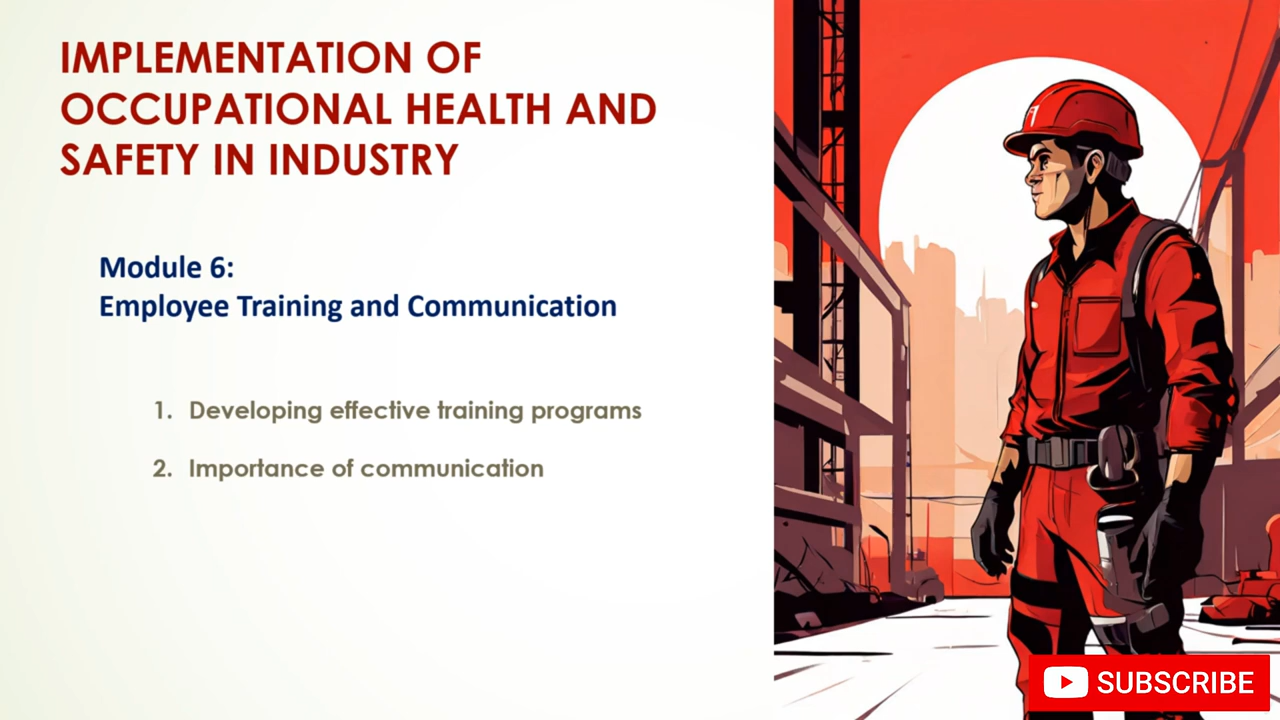 IMPLEMENTATION OF
OCCUPATIONAL HEALTH AND
SAFETY IN INDUSTRY
Module 6:
Employee Training and Communication
1. Developing effective training programs
2. Importance of communication
SUBSCRIBE